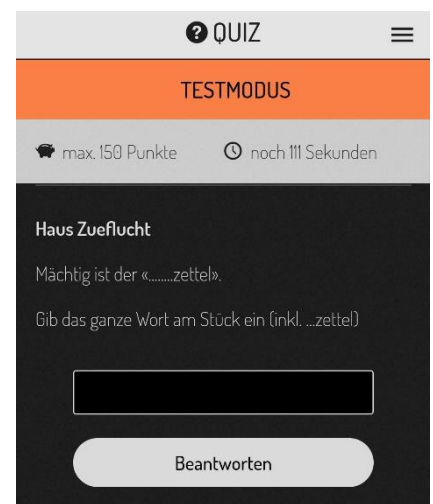 QUIZ
TESTMODUS
max. 150 Punkte noch 111 Sekunden
Haus Zueflucht
Mächtig ist der «........zettel».
Gib das ganze Wort am Stück ein (inkl. ...zettel)
Beantworten